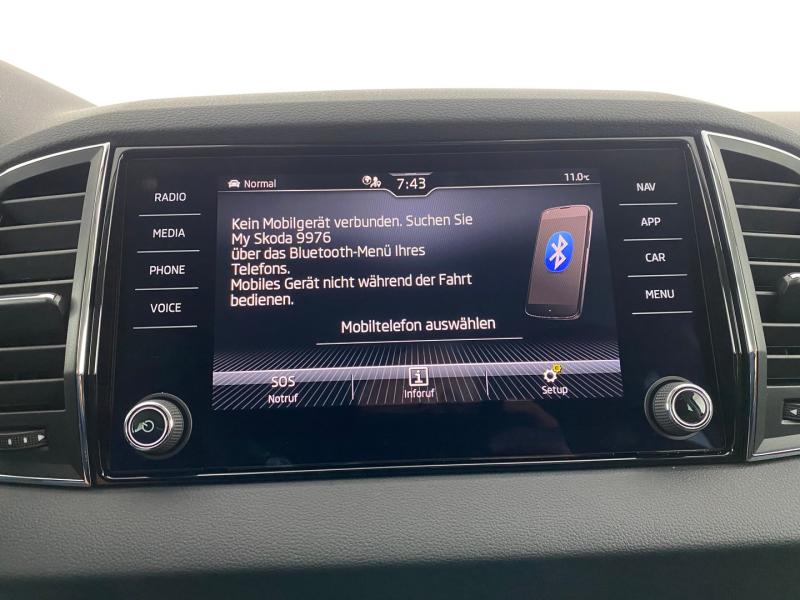 Normal 7:43 11.0°C
RADIO
MEDIA
PHONE
VOICE
Kein Mobilgerät verbunden. Suchen Sie
My Skoda 9976
über das Bluetooth-Menü Ihres
Telefons.
Mobiles Gerät nicht während der Fahrt
bedienen.
Mobiltelefon auswählen
SOS
Notruf
Inforuf
Setup
NAV
APP
CAR
MENU